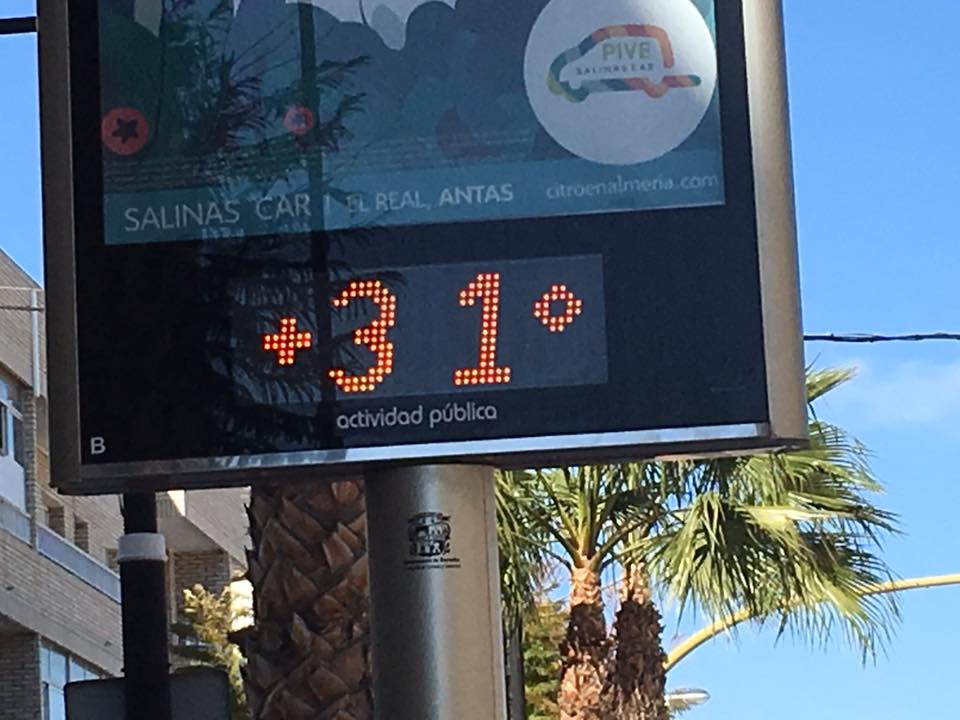 PIVE
SALINAS CAR
SALINAS CAR | EL REAL, ANTAS
citroenalmeria.com
+31°
actividad pública
B